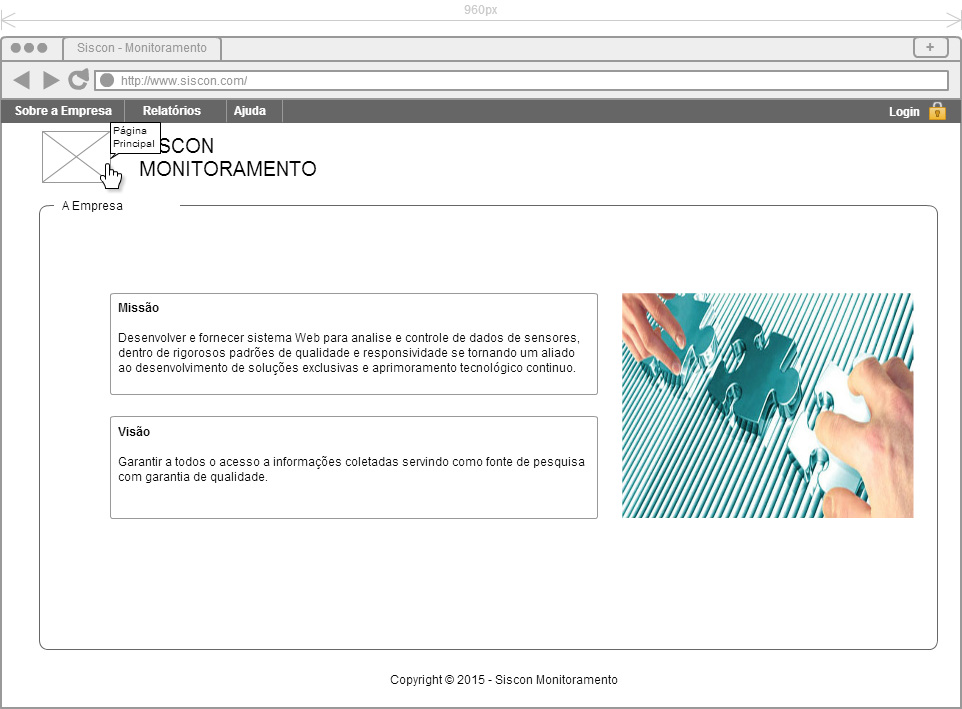 960px
Siscon - Monitoramento
+
http://www.siscon.com/
Sobre a Empresa Relatórios Ajuda Login
Página
Principal
SISCON
MONITORAMENTO
A Empresa
Missão
Desenvolver e fornecer sistema Web para analise e controle de dados de sensores,
dentro de rigorosos padrões de qualidade e responsividade se tornando um aliado
ao desenvolvimento de soluções exclusivas e aprimoramento tecnológico continuo.
Visão
Garantir a todos o acesso a informações coletadas servindo como fonte de pesquisa
com garantia de qualidade.
Copyright © 2015 - Siscon Monitoramento